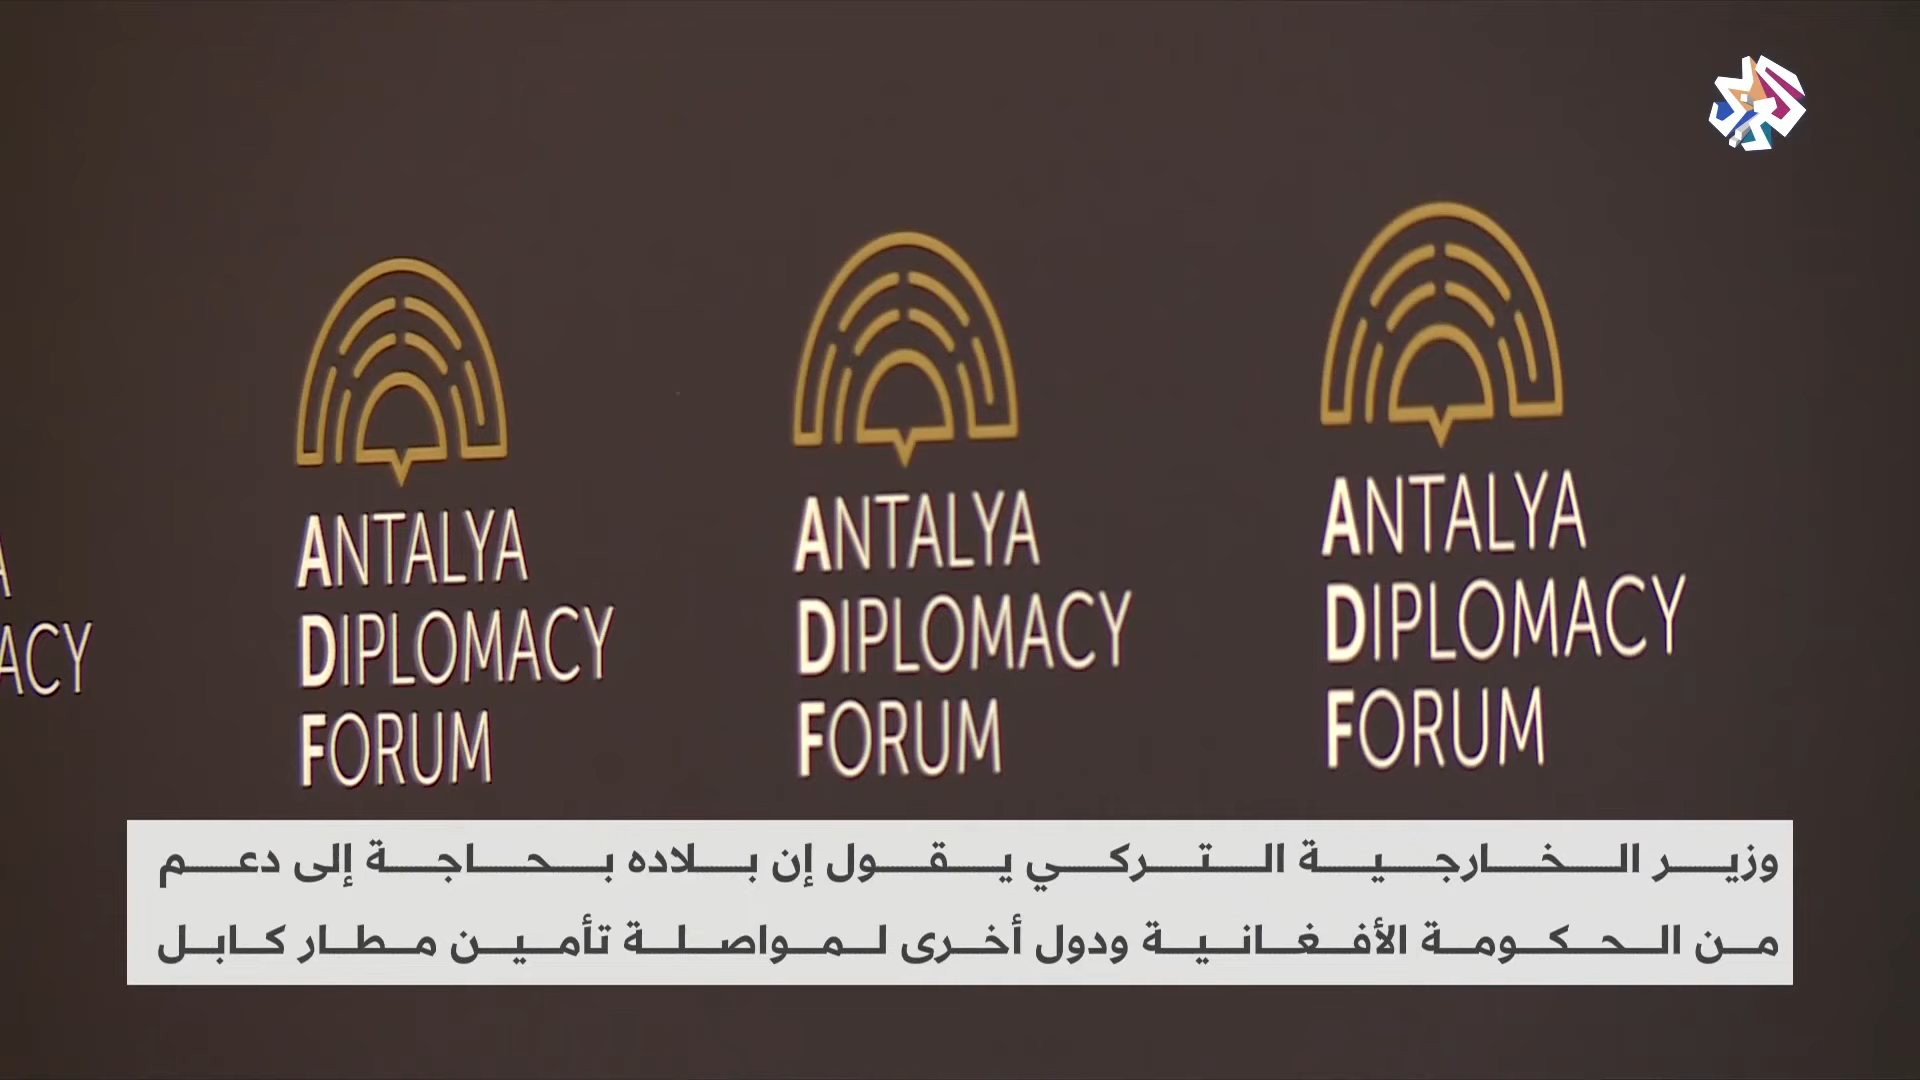 ANTALYA
DIPLOMACY
FORUM
ANTALYA
DIPLOMACY
FORUM
ANTALYA
DIPLOMACY
FORUM
ACY
وزير الخارجية التركي يقول إن بلاده بحاجة إلى دعم
من الحكومة الأفغانية ودول أخرى لمواصلة تأمين مطار كابل